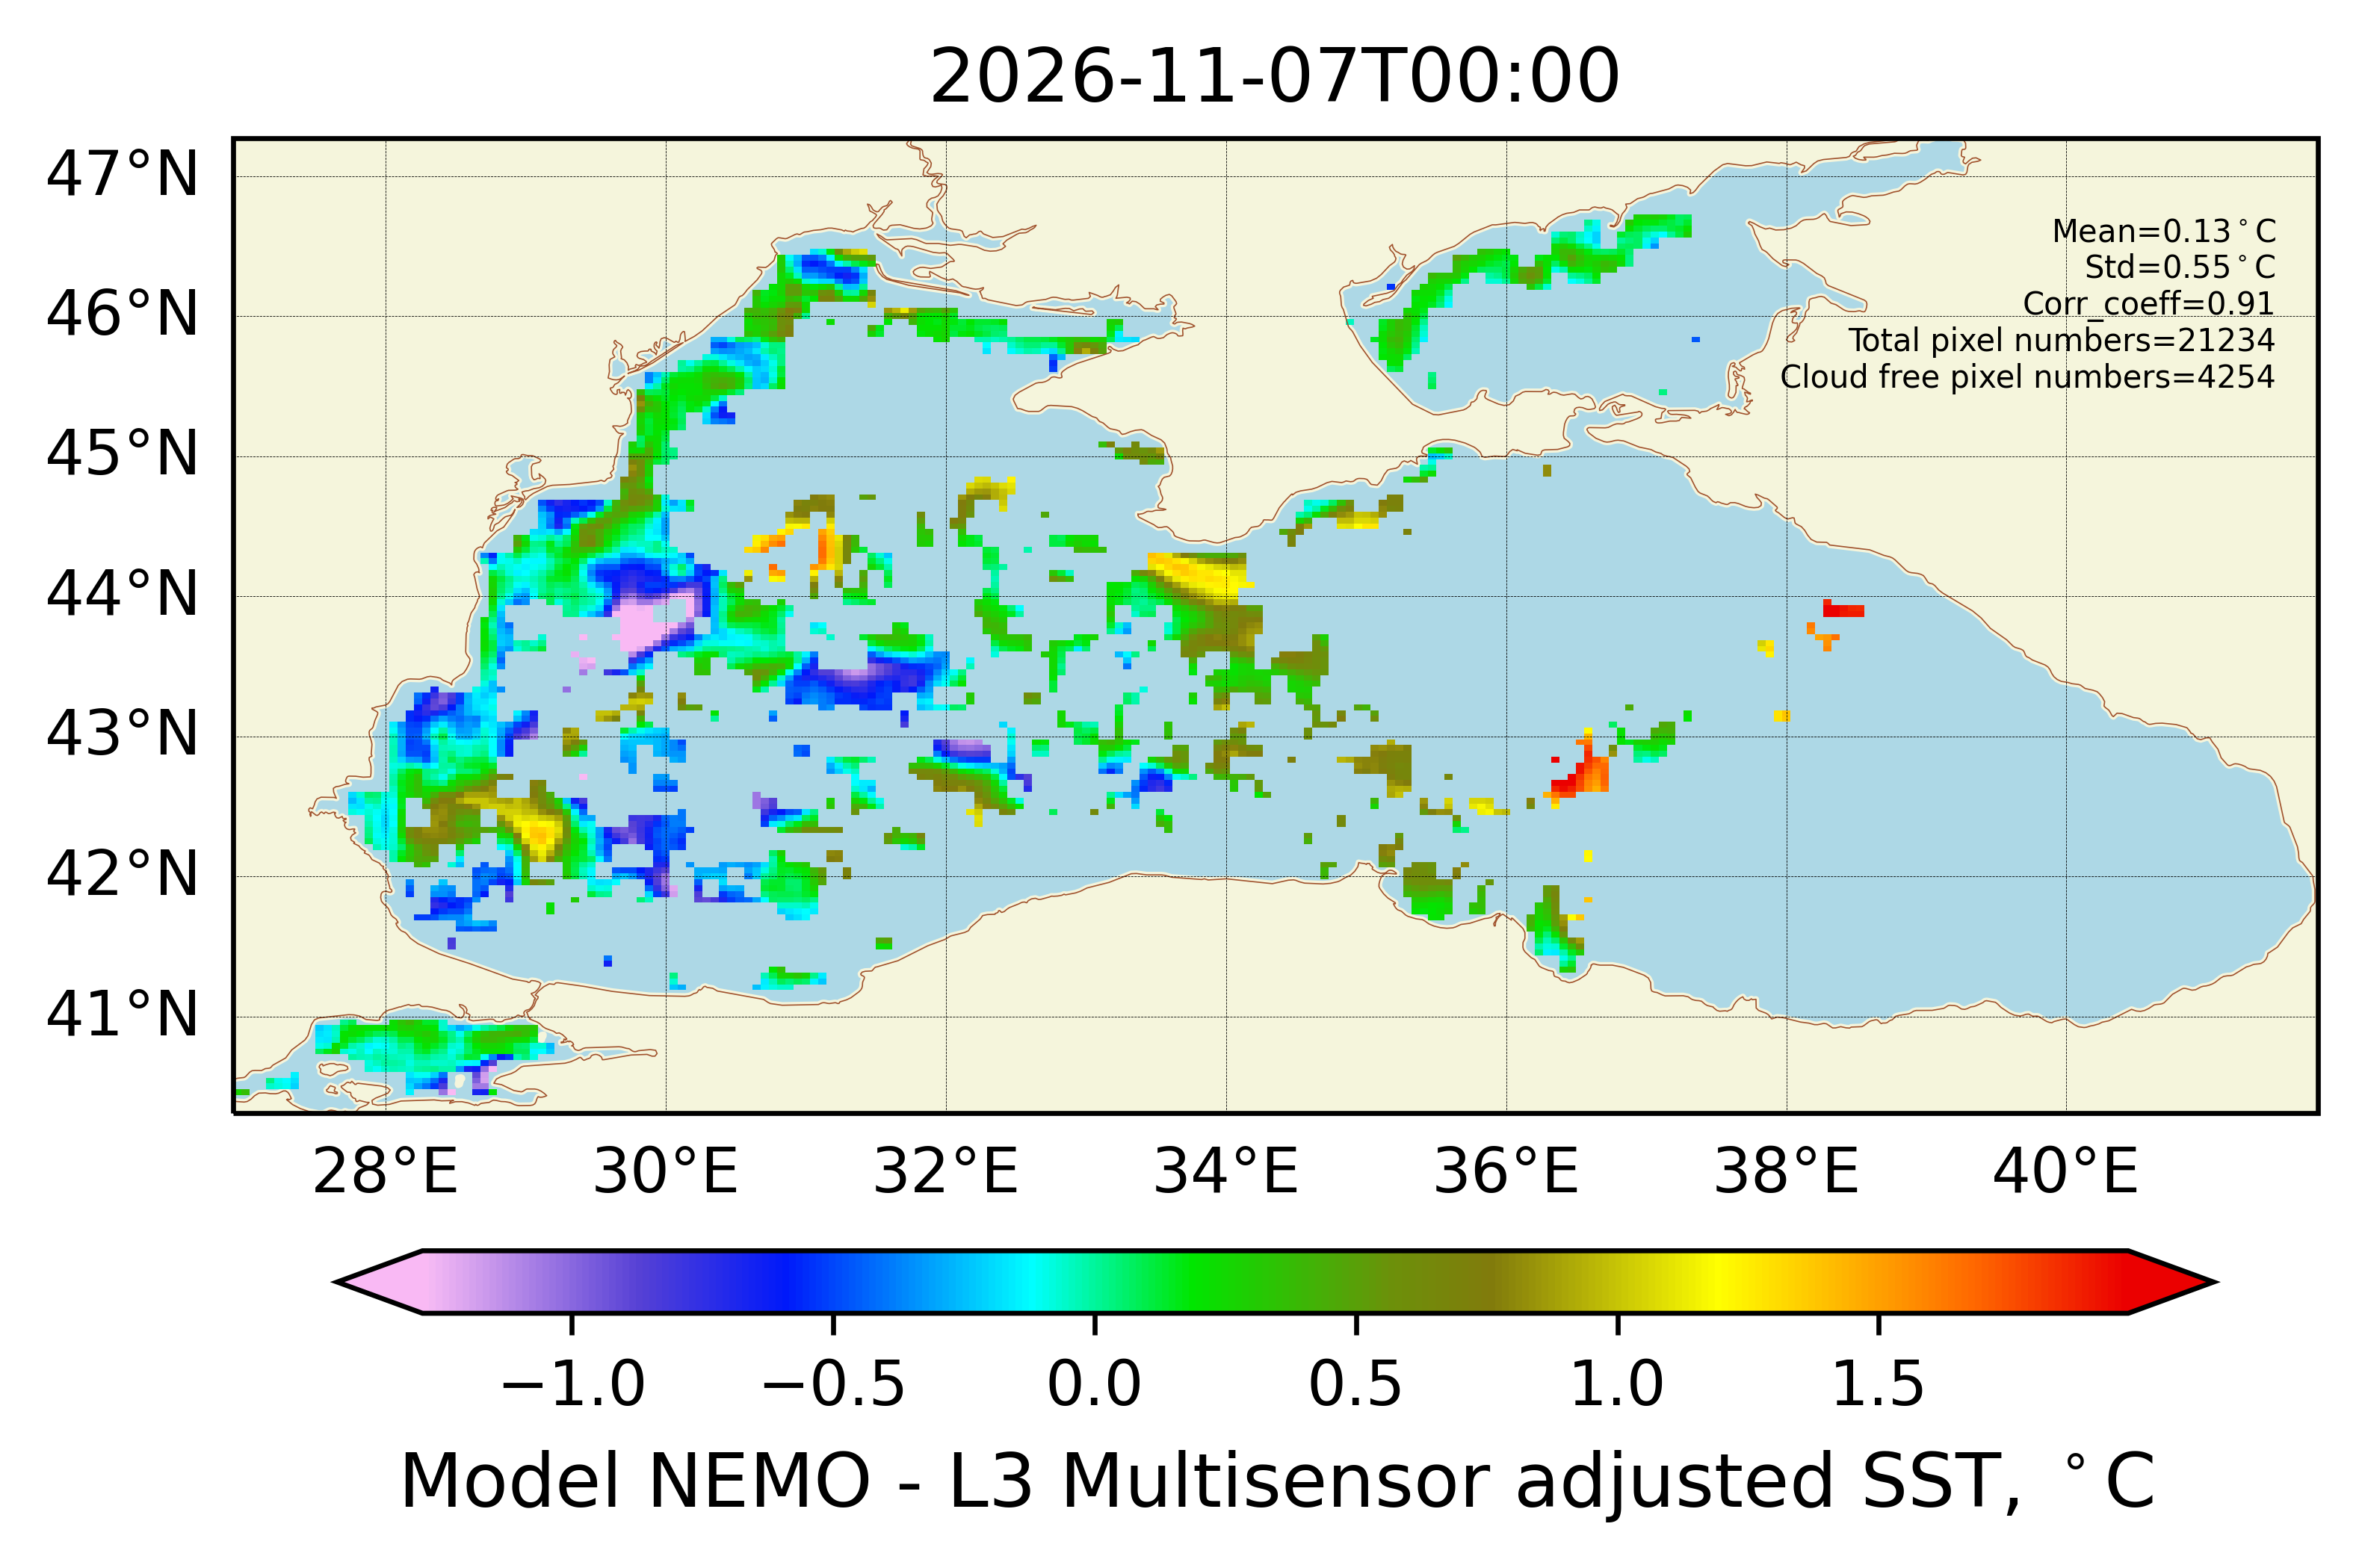 2026-11-07T00:00
47°N
46°N
45°N
44°N
43°N
42°N
41°N
Mean=0.13°C
Std=0.55°C
Corr_coeff=0.91
Total pixel numbers=21234
Cloud free pixel numbers=4254
28°E 30°E 32°E 34°E 36°E 38°E 40°E
−1.0 −0.5 0.0 0.5 1.0 1.5
Model NEMO - L3 Multisensor adjusted SST, °C